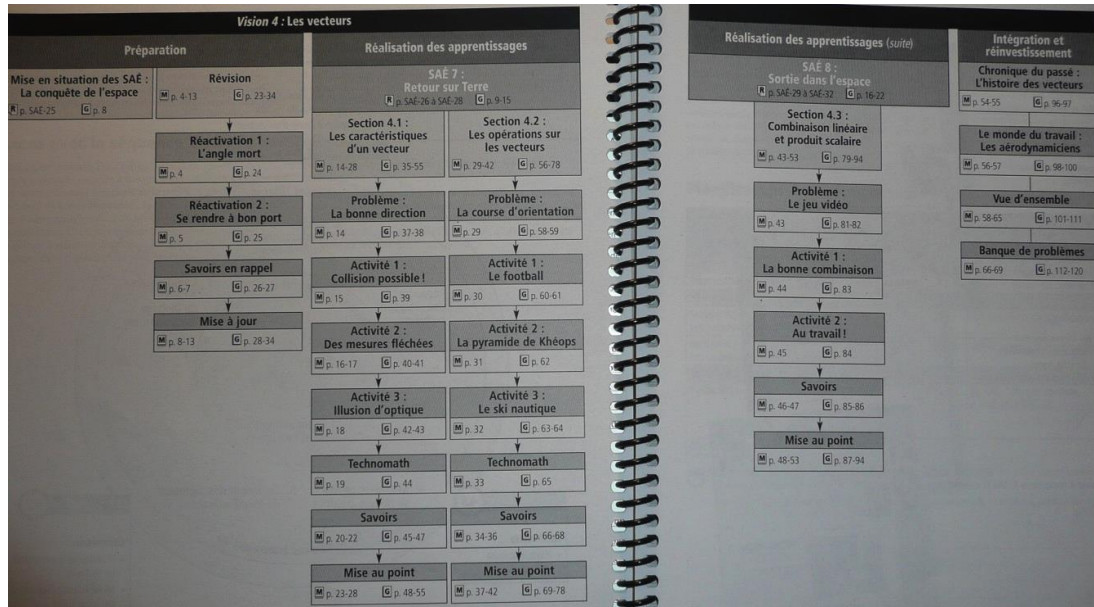 Vision 4 : Les vecteurs
Préparation
Mise en situation des SAÉ :
La conquête de l'espace
R p. SAÉ-25 G p. 8
Révision
M p. 4-13 G p. 23-34
Réactivation 1 :
L'angle mort
M p. 4 G p. 24
Réactivation 2 :
Se rendre à bon port
M p. 5 G p. 25
Savoirs en rappel
M p. 6-7 G p. 26-27
Mise à jour
M p. 8-13 G p. 28-34
Réalisation des apprentissages
SAÉ 7 :
Retour sur Terre
R p. SAÉ-26 à SAÉ-28 G p. 9-15
Section 4.1 :
Les caractéristiques
d'un vecteur
M p. 14-28 G p. 35-55
Problème :
La bonne direction
M p. 14 G p. 37-38
Activité 1 :
Collision possible !
M p. 15 G p. 39
Activité 2 :
Des mesures fléchées
M p. 16-17 G p. 40-41
Activité 3 :
Illusion d'optique
M p. 18 G p. 42-43
Technomath
M p. 19 G p. 44
Savoirs
M p. 20-22 G p. 45-47
Mise au point
M p. 23-28 G p. 48-55
Section 4.2 :
Les opérations sur
les vecteurs
M p. 29-42 G p. 56-78
Problème :
La course d'orientation
M p. 29 G p. 58-59
Activité 1 :
Le football
M p. 30 G p. 60-61
Activité 2 :
La pyramide de Khéops
M p. 31 G p. 62
Activité 3 :
Le ski nautique
M p. 32 G p. 63-64
Technomath
M p. 33 G p. 65
Savoirs
M p. 34-36 G p. 66-68
Mise au point
M p. 37-42 G p. 69-78
Réalisation des apprentissages (suite)
SAÉ 8 :
Sortie dans l'espace
R p. SAÉ-29 à SAÉ-32 G p. 16-22
Section 4.3 :
Combinaison linéaire
et produit scalaire
M p. 43-53 G p. 79-94
Problème :
Le jeu vidéo
M p. 43 G p. 81-82
Activité 1 :
La bonne combinaison
M p. 44 G p. 83
Activité 2 :
Au travail !
M p. 45 G p. 84
Savoirs
M p. 46-47 G p. 85-86
Mise au point
M p. 48-53 G p. 87-94
Intégration et
réinvestissement
Chronique du passé :
L'histoire des vecteurs
M p. 54-55 G p. 96-97
Le monde du travail :
Les aérodynamiciens
M p. 56-57 G p. 98-100
Vue d'ensemble
M p. 58-65 G p. 101-111
Banque de problèmes
M p. 66-69 G p. 112-120